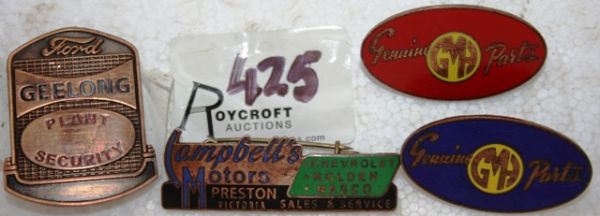 Ford
GEELONG
PLANT
SECURITY
425
ROYCROFT
AUCTIONS
s.com
Campbell's
Motors
PRESTON
VICTORIA
CHEVROLET
HOLDEN
NASCO
SALES & SERVICE
Genuine GMH Parts
Genuine GMH Parts